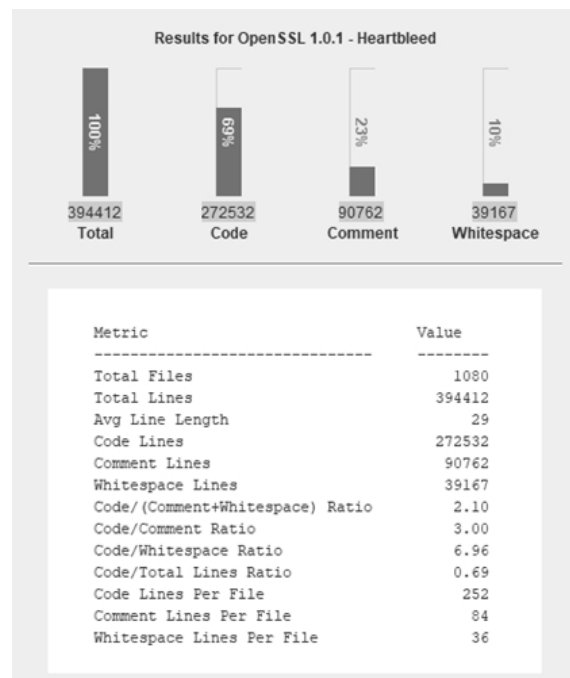 Results for OpenSSL 1.0.1 - Heartbleed
100% 69% 23% 10%
394412 272532 90762 39167
Total Code Comment Whitespace
Metric Value
------------------------------- --------
Total Files 1080
Total Lines 394412
Avg Line Length 29
Code Lines 272532
Comment Lines 90762
Whitespace Lines 39167
Code/(Comment+Whitespace) Ratio 2.10
Code/Comment Ratio 3.00
Code/Whitespace Ratio 6.96
Code/Total Lines Ratio 0.69
Code Lines Per File 252
Comment Lines Per File 84
Whitespace Lines Per File 36